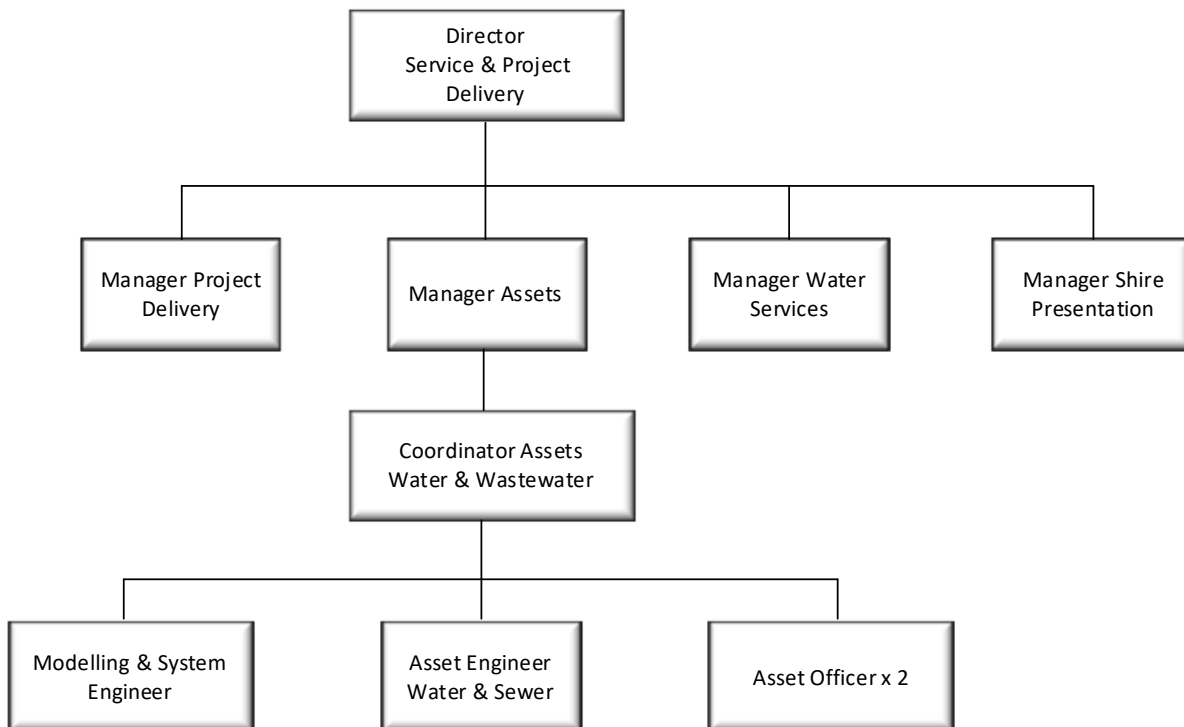 Director
Service & Project
Delivery
Manager Project
Delivery
Manager Assets
Manager Water
Services
Manager Shire
Presentation
Coordinator Assets
Water & Wastewater
Modelling & System
Engineer
Asset Engineer
Water & Sewer
Asset Officer x 2